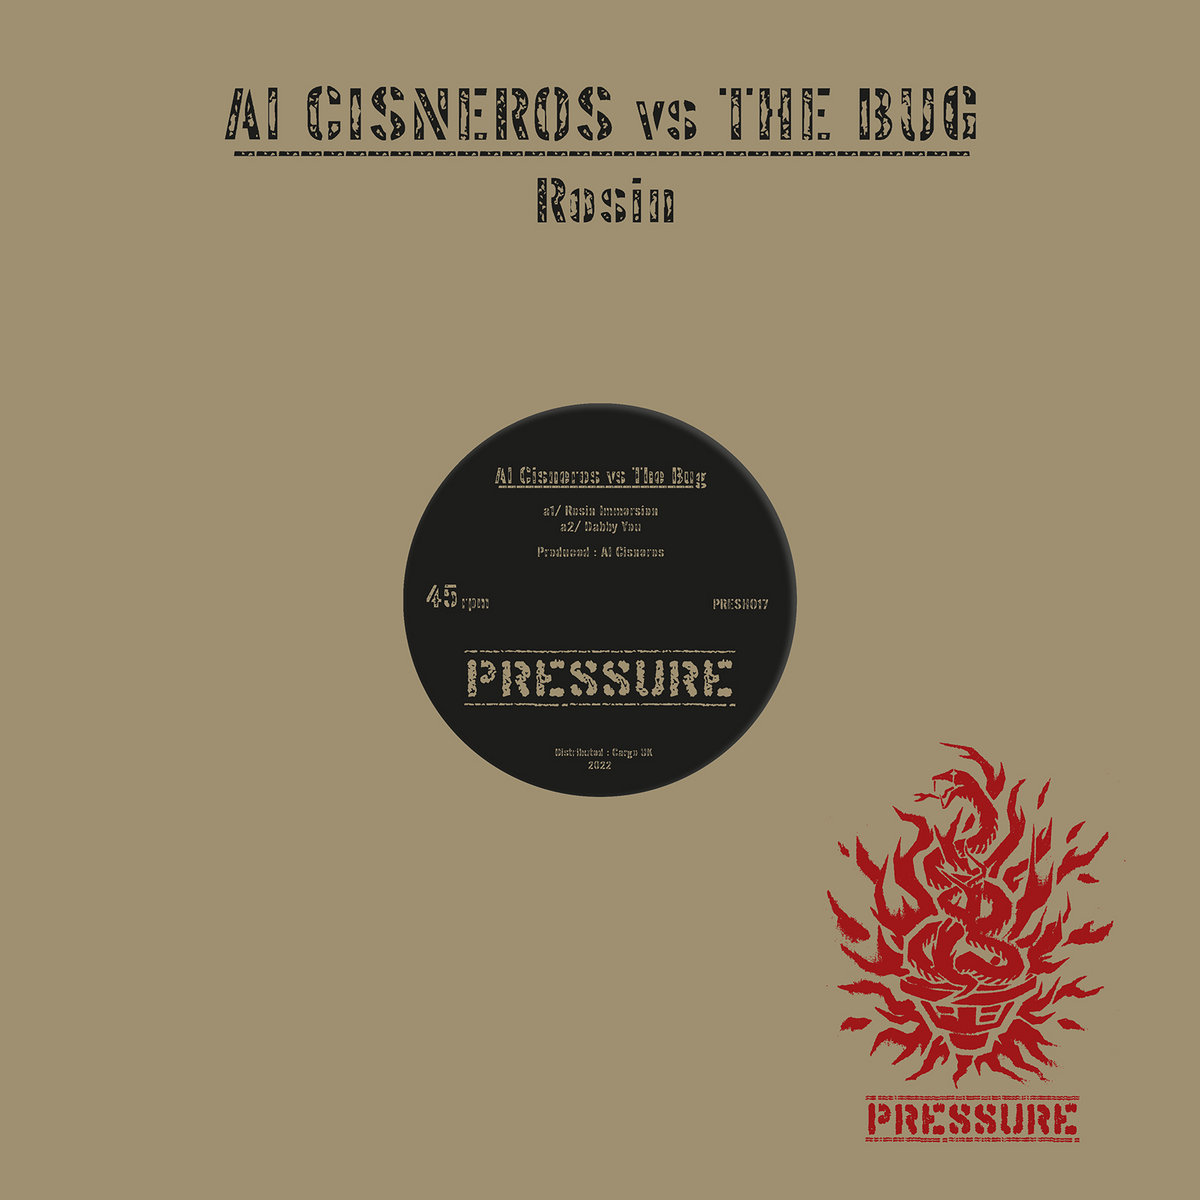 Al CISNEROS vs THE BUG
Rosin
Al Cisneros vs The Bug
a1/ Rosin Immersion
a2/ Dabby You
Produced : Al Cisneros
45 rpm
PRESH017
PRESSURE
Distributed : Cargo UK
2022
PRESSURE